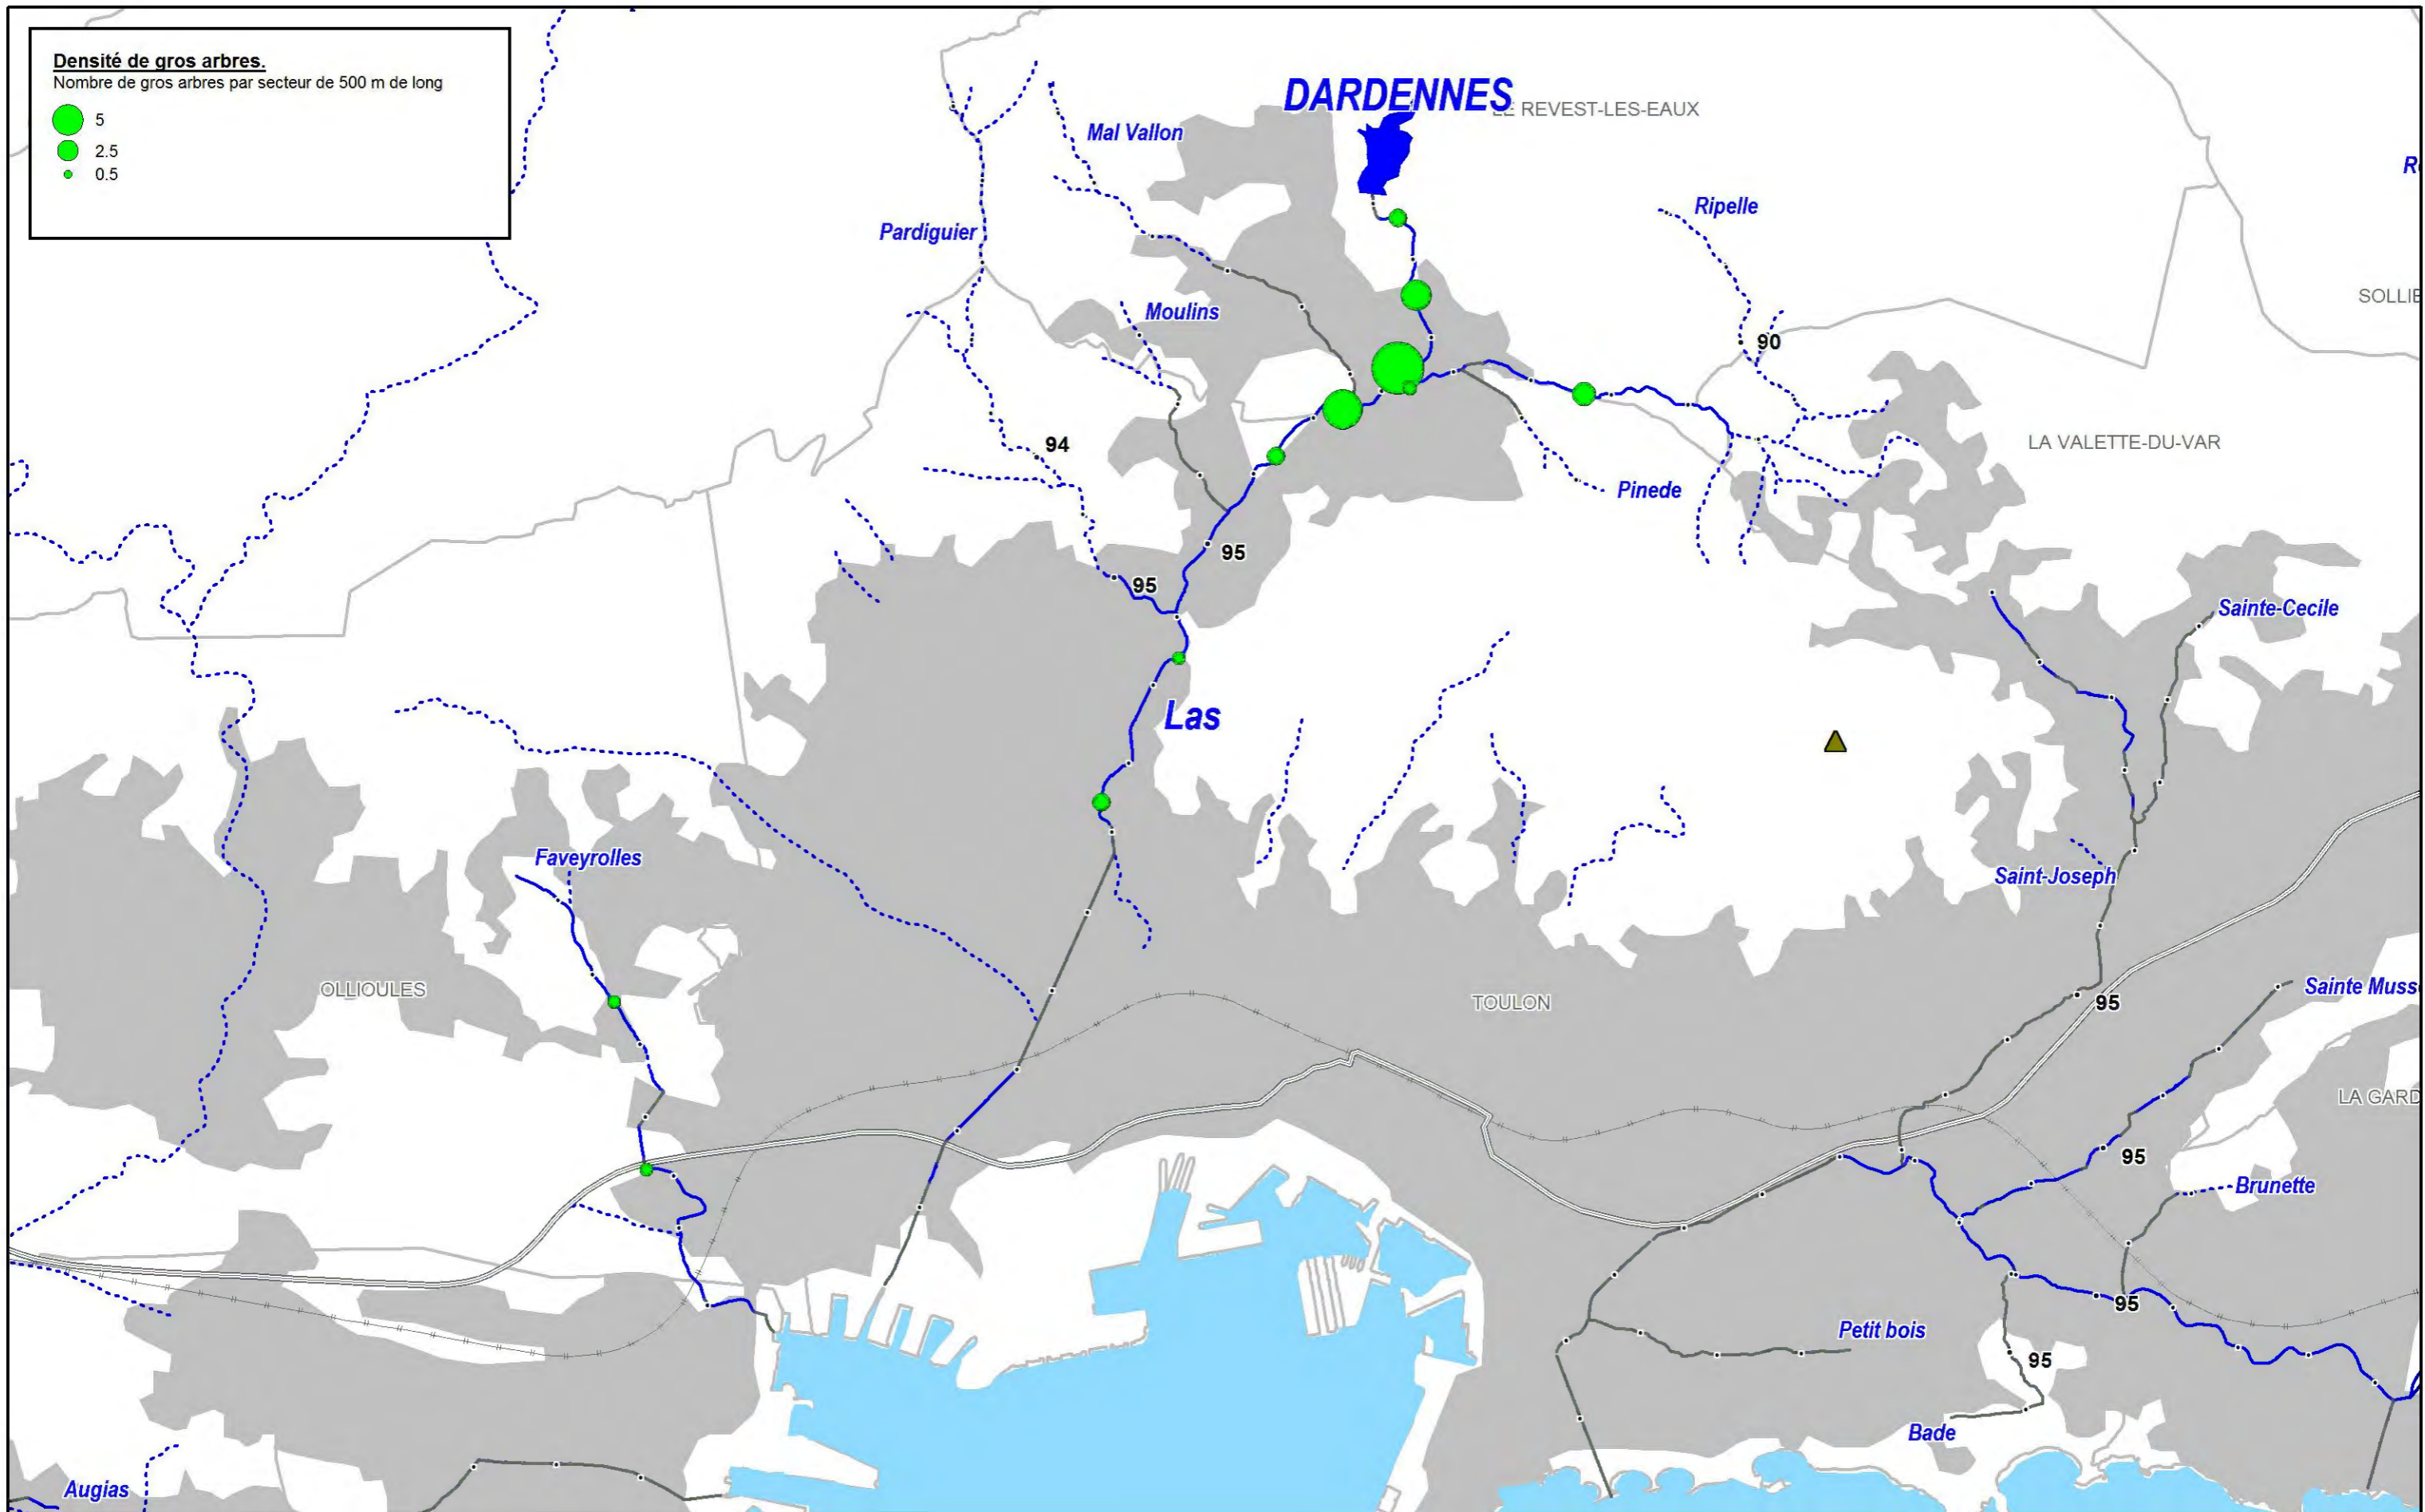 Densité de gros arbres.
Nombre de gros arbres par secteur de 500 m de long
5
2.5
0.5
DARDENNES
LE REVEST-LES-EAUX
Mal Vallon
Ripelle
Pardiguier
SOLLIE
Moulins
90
94
LA VALETTE-DU-VAR
Pinede
95
95
Sainte-Cecile
Las
Faveyrolles
Saint-Joseph
OLLIOULES
TOULON
95
Sainte Muss
LA GARD
95
Brunette
95
Petit bois
95
Bade
Augias